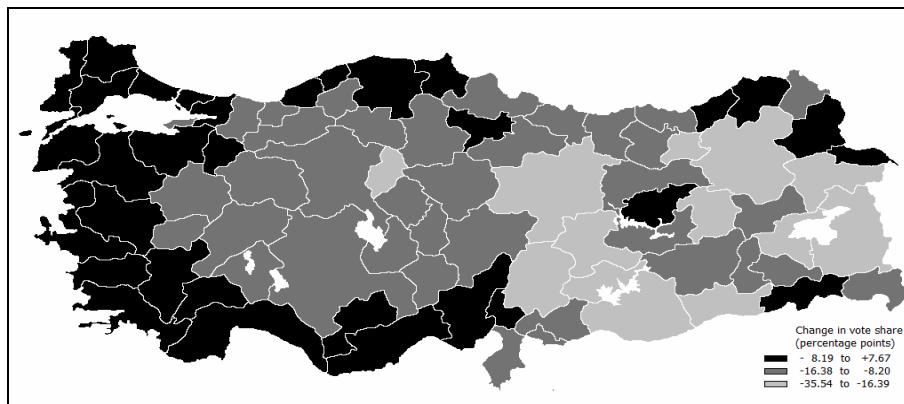 Change in vote share
(percentage points)
- 8.19 to +7.67
-16.38 to -8.20
-35.54 to -16.39